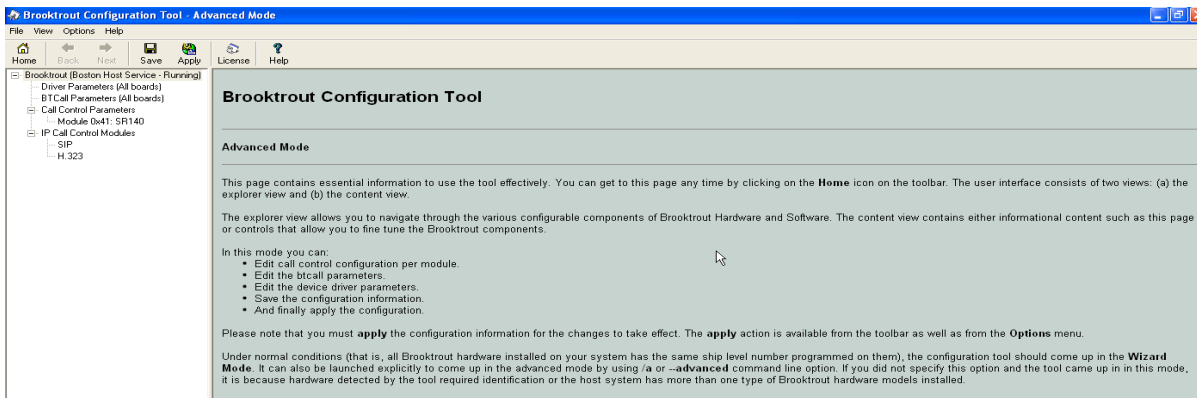 Brooktrout Configuration Tool - Advanced Mode
File View Options Help
Home Back Next Save Apply License Help
Brooktrout (Boston Host Service - Running)
Driver Parameters (All boards)
BTCall Parameters (All boards)
Call Control Parameters
Module 0x41: SR140
IP Call Control Modules
SIP
H.323
Brooktrout Configuration Tool
Advanced Mode
This page contains essential information to use the tool effectively. You can get to this page any time by clicking on the Home icon on the toolbar. The user interface consists of two views: (a) the
explorer view and (b) the content view.
The explorer view allows you to navigate through the various configurable components of Brooktrout Hardware and Software. The content view contains either informational content such as this page
or controls that allow you to fine tune the Brooktrout components.
In this mode you can:
• Edit call control configuration per module.
• Edit the btcall parameters.
• Edit the device driver parameters.
• Save the configuration information.
• And finally apply the configuration.
Please note that you must apply the configuration information for the changes to take effect. The apply action is available from the toolbar as well as from the Options menu.
Under normal conditions (that is, all Brooktrout hardware installed on your system has the same ship level number programmed on them), the configuration tool should come up in the Wizard
Mode. It can also be launched explicitly to come up in the advanced mode by using /a or --advanced command line option. If you did not specify this option and the tool came up in in this mode,
it is because hardware detected by the tool required identification or the host system has more than one type of Brooktrout hardware models installed.